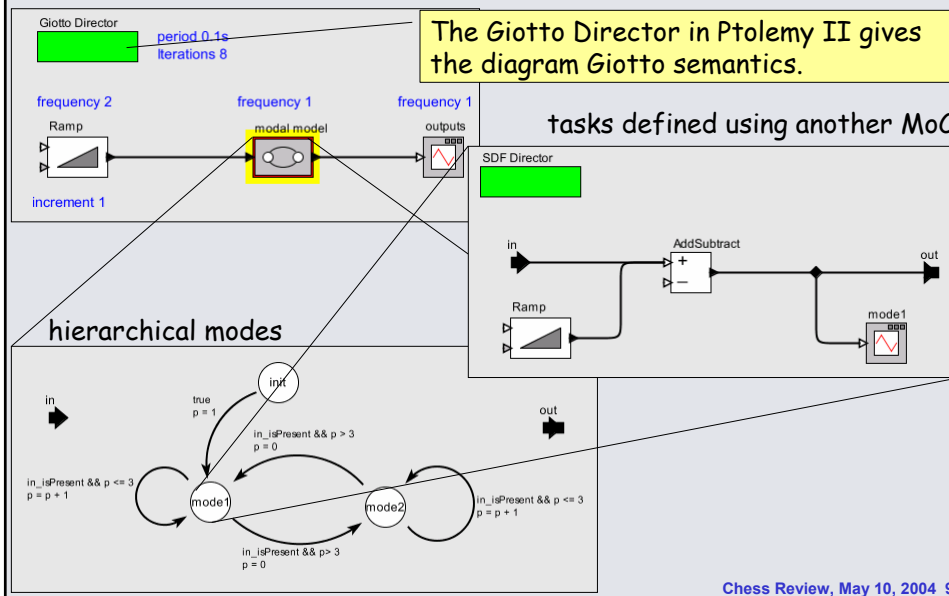 Giotto Director
period 0.1s
Iterations 8
The Giotto Director in Ptolemy II gives
the diagram Giotto semantics.
frequency 2
frequency 1
frequency 1
Ramp
modal model
outputs
increment 1
tasks defined using another MoC
SDF Director
in
AddSubtract
+
−
out
Ramp
mode1
hierarchical modes
in
init
true
p = 1
out
in_isPresent && p > 3
p = 0
in_isPresent && p <= 3
p = p + 1
mode1
mode2
in_isPresent && p <= 3
p = p + 1
in_isPresent && p> 3
p = 0
Chess Review, May 10, 2004 9